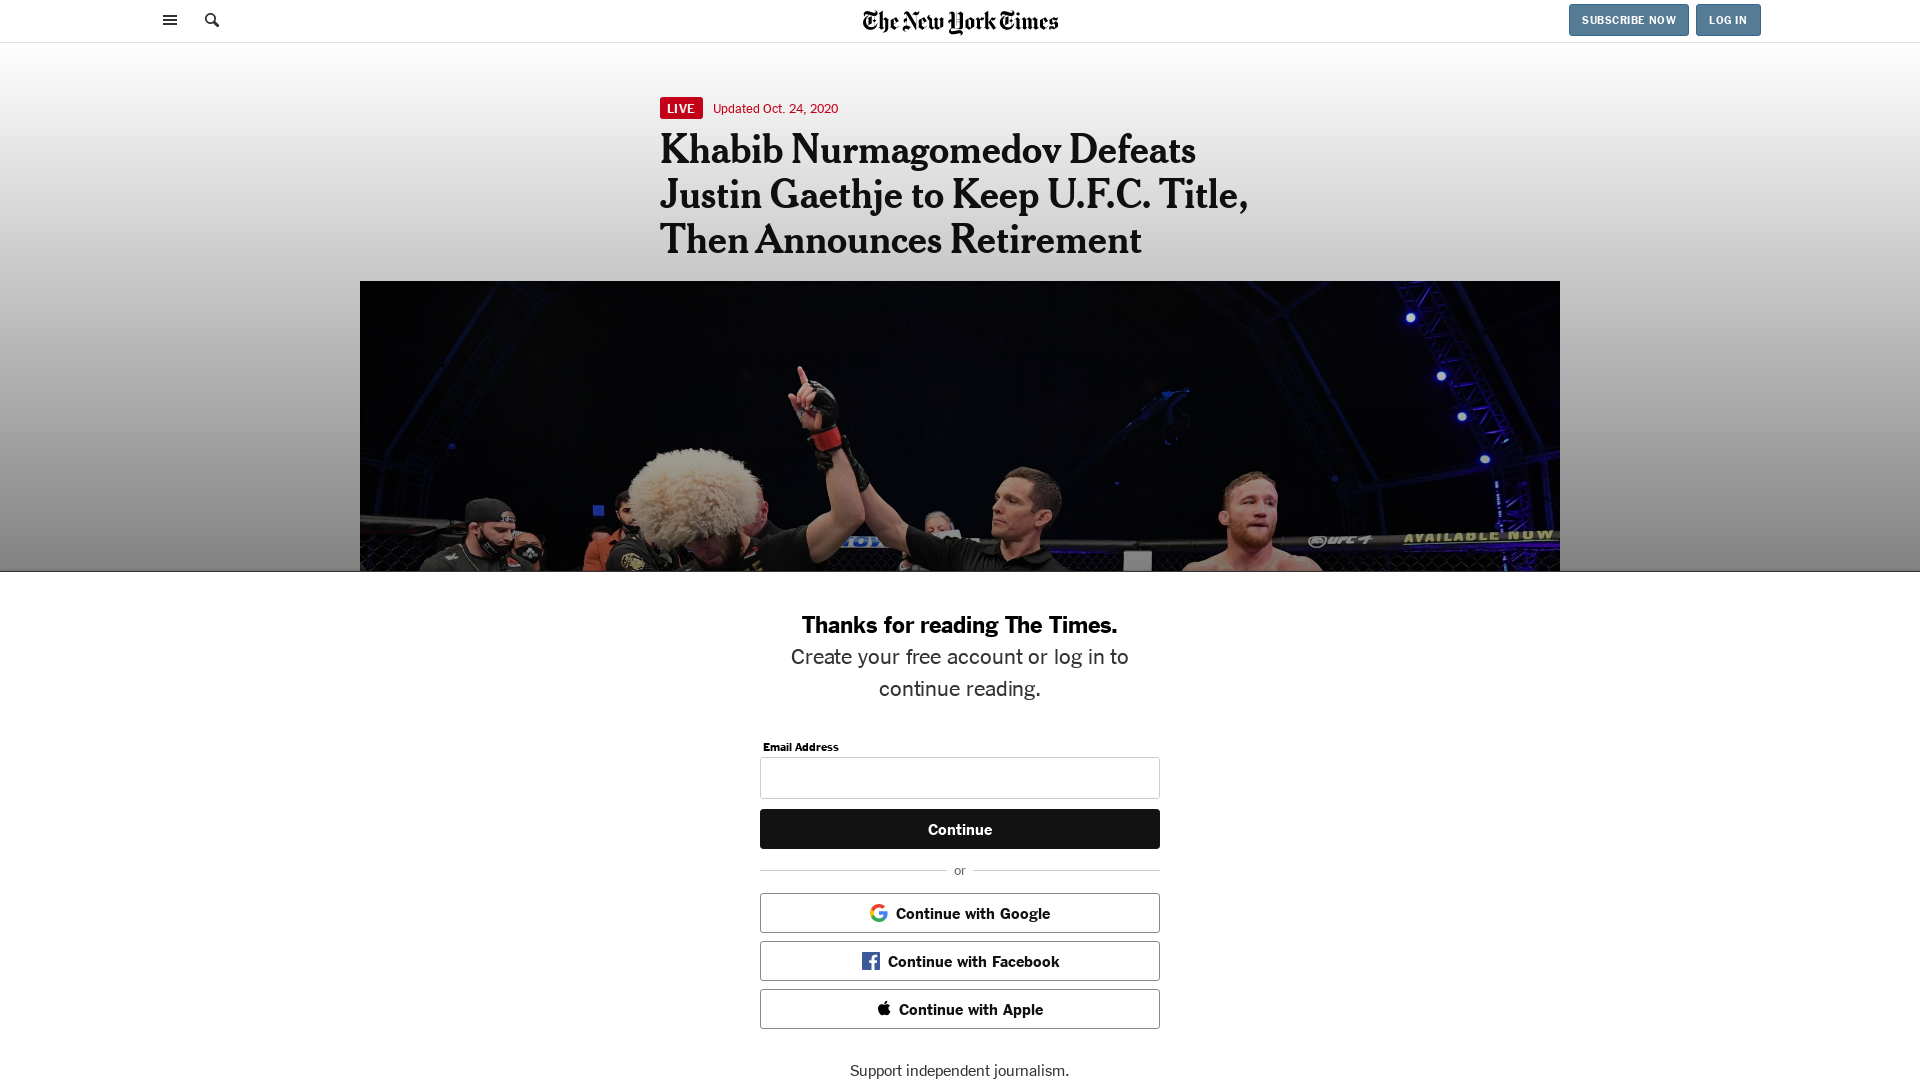 The New York Times
SUBSCRIBE NOW
LOG IN
LIVE
Updated Oct. 24, 2020
Khabib Nurmagomedov Defeats
Justin Gaethje to Keep U.F.C. Title,
Then Announces Retirement
UFC 4
AVAILABLE NOW
Thanks for reading The Times.
Create your free account or log in to
continue reading.
Email Address
Continue
or
Continue with Google
Continue with Facebook
Continue with Apple
Support independent journalism.